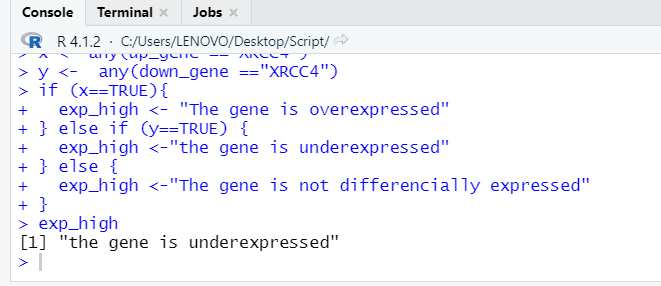 Console Terminal Jobs
R R 4.1.2 · C:/Users/LENOVO/Desktop/Script/
> x <- any(up_gene == "XRCC4")
> y <-  any(down_gene =="XRCC4")
> if (x==TRUE){
+   exp_high <- "The gene is overexpressed"
+ } else if (y==TRUE) {
+   exp_high <-"the gene is underexpressed"
+ } else {
+   exp_high <-"The gene is not differencially expressed"
+ }
> exp_high
[1] "the gene is underexpressed"
>